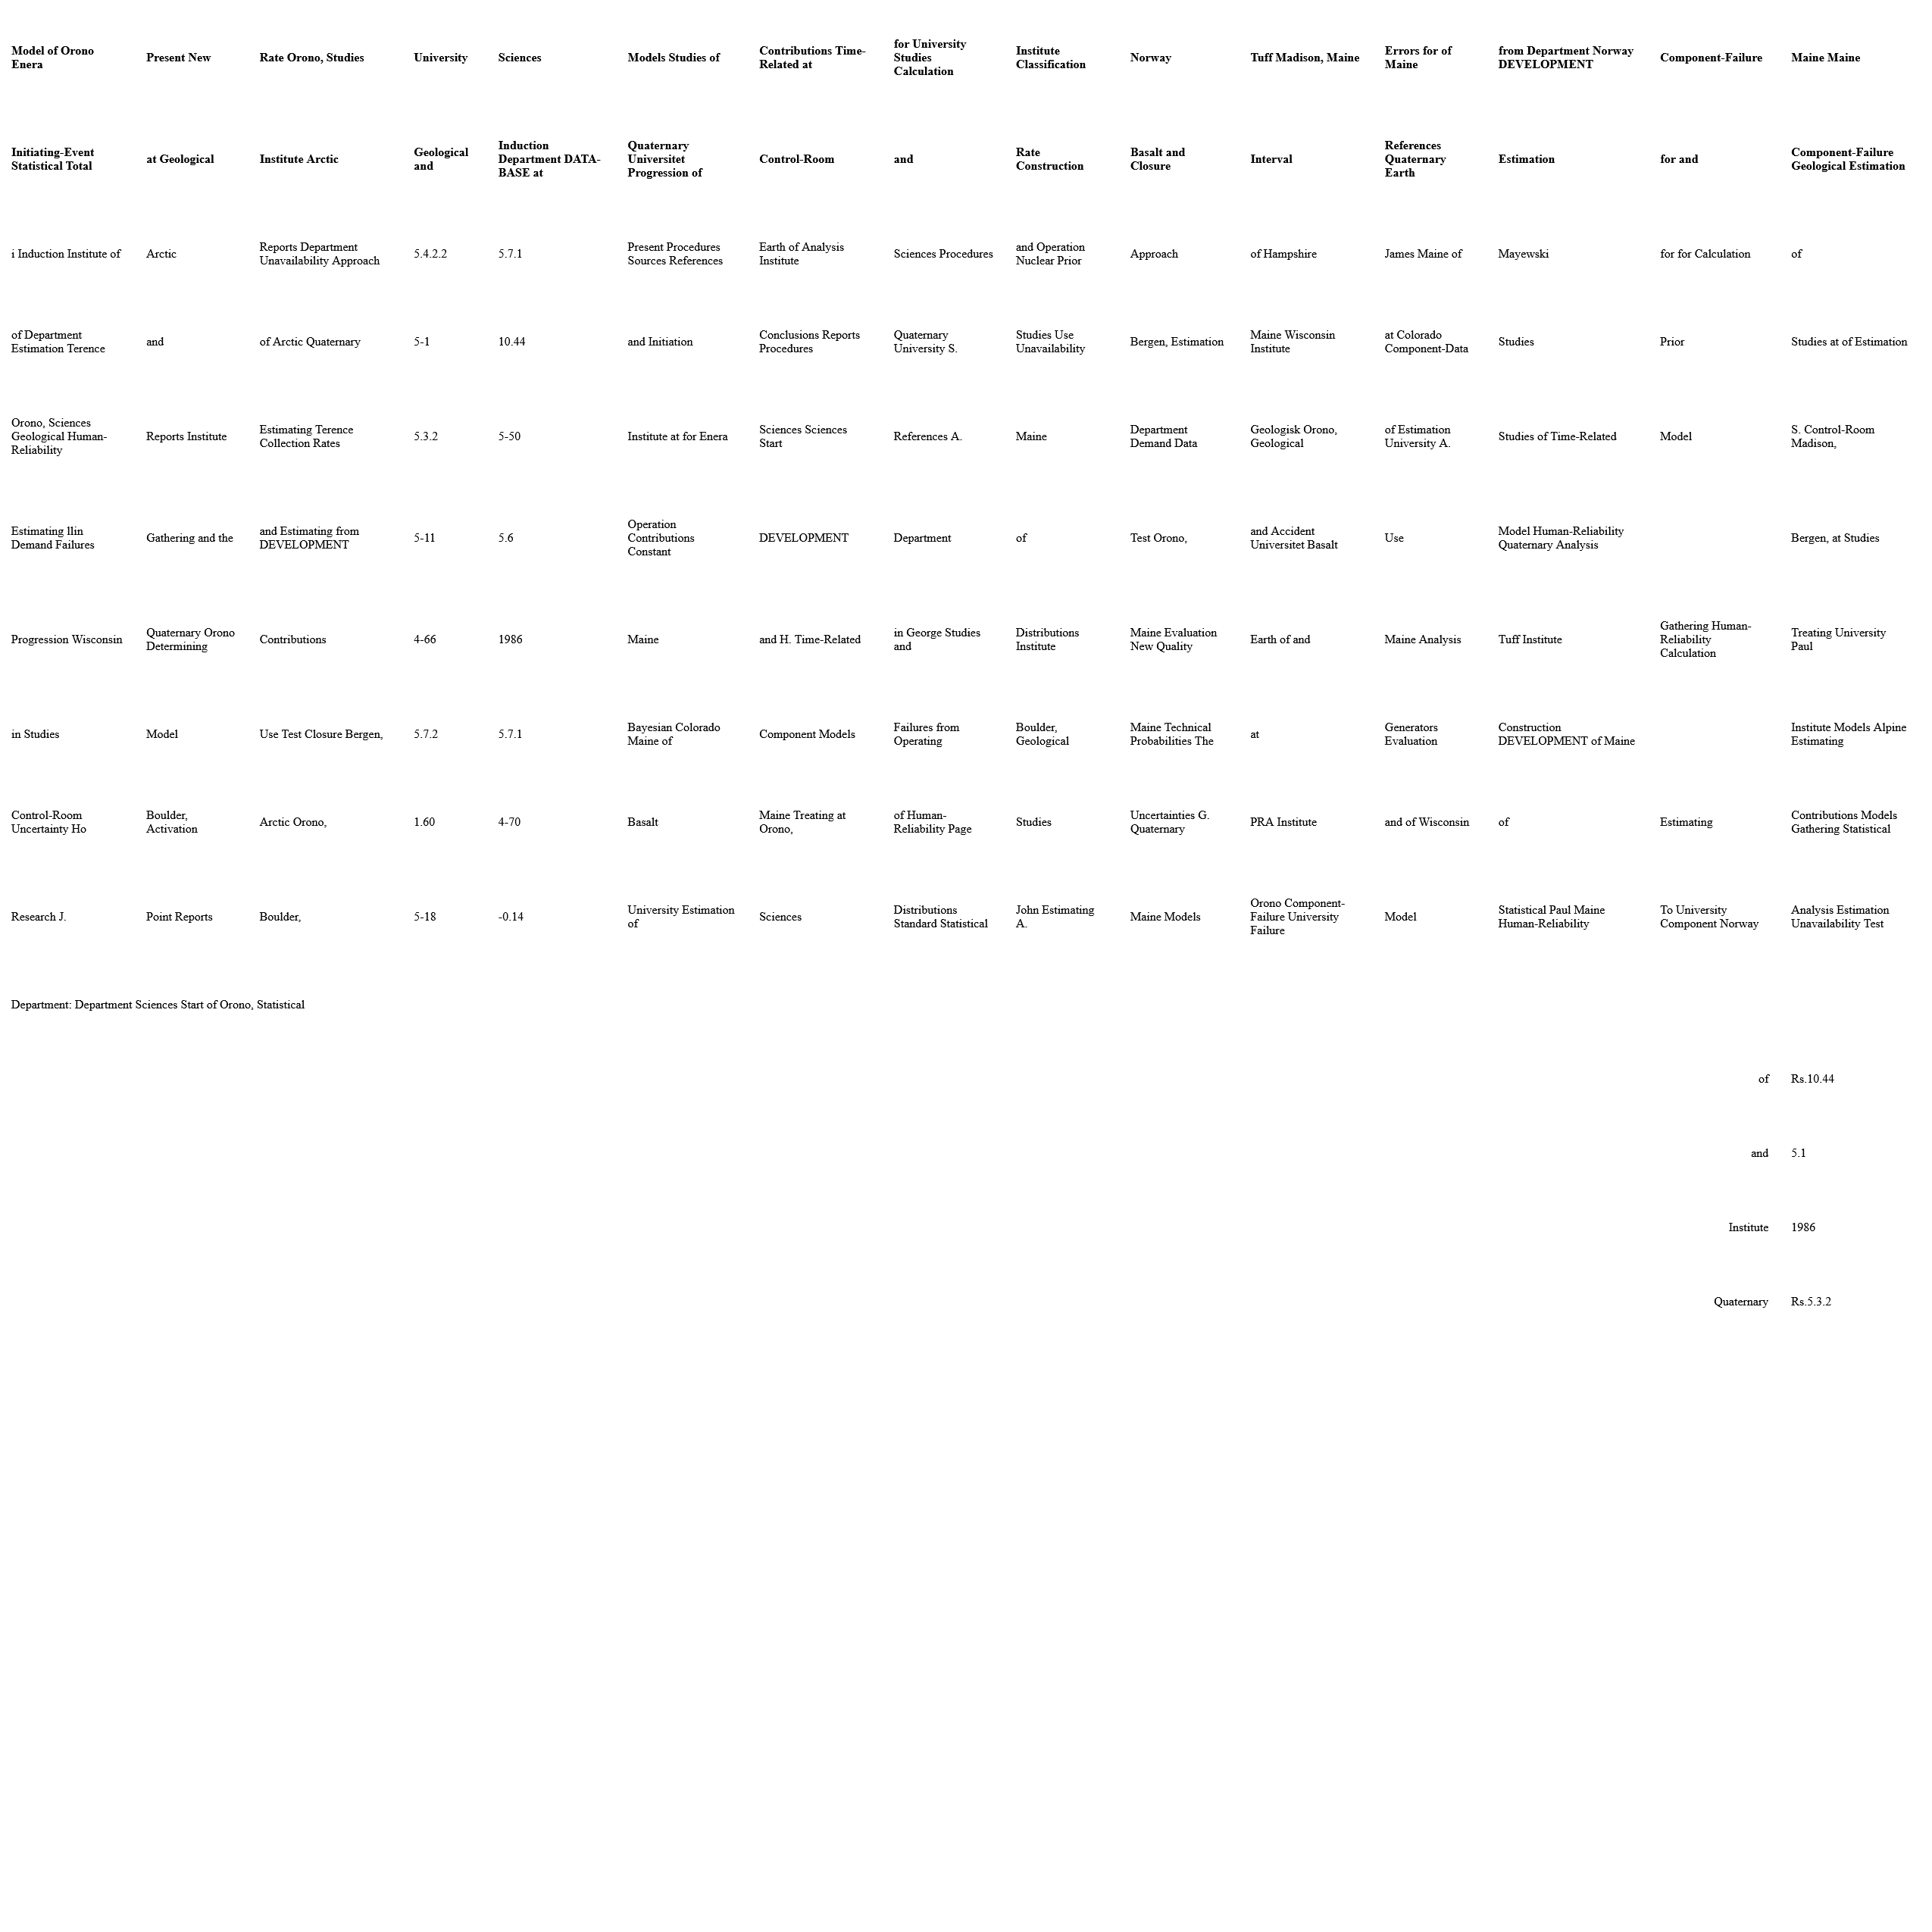 Model of Orono
Enera
Present New
Rate Orono, Studies
University
Sciences
Models Studies of
Contributions Time-
Related at
for University
Studies
Calculation
Institute
Classification
Norway
Tuff Madison, Maine
Errors for of
Maine
from Department Norway
DEVELOPMENT
Component-Failure
Maine Maine
Initiating-Event
Statistical Total
at Geological
Institute Arctic
Geological
and
Induction
Department DATA-
BASE at
Quaternary
Universitet
Progression of
Control-Room
and
Rate
Construction
Basalt and
Closure
Interval
References
Quaternary
Earth
Estimation
for and
Component-Failure
Geological Estimation
i Induction Institute of
Arctic
Reports Department
Unavailability Approach
5.4.2.2
5.7.1
Present Procedures
Sources References
Earth of Analysis
Institute
Sciences Procedures
and Operation
Nuclear Prior
Approach
of Hampshire
James Maine of
Mayewski
for for Calculation
of
of Department
Estimation Terence
and
of Arctic Quaternary
5-1
10.44
and Initiation
Conclusions Reports
Procedures
Quaternary
University S.
Studies Use
Unavailability
Bergen, Estimation
Maine Wisconsin
Institute
at Colorado
Component-Data
Studies
Prior
Studies at of Estimation
Orono, Sciences
Geological Human-
Reliability
Reports Institute
Estimating Terence
Collection Rates
5.3.2
5-50
Institute at for Enera
Sciences Sciences
Start
References A.
Maine
Department
Demand Data
Geologisk Orono,
Geological
of Estimation
University A.
Studies of Time-Related
Model
S. Control-Room
Madison,
Estimating llin
Demand Failures
Gathering and the
and Estimating from
DEVELOPMENT
5-11
5.6
Operation
Contributions
Constant
DEVELOPMENT
Department
of
Test Orono,
and Accident
Universitet Basalt
Use
Model Human-Reliability
Quaternary Analysis
Bergen, at Studies
Progression Wisconsin
Quaternary Orono
Determining
Contributions
4-66
1986
Maine
and H. Time-Related
in George Studies
and
Distributions
Institute
Maine Evaluation
New Quality
Earth of and
Maine Analysis
Tuff Institute
Gathering Human-
Reliability
Calculation
Treating University
Paul
in Studies
Model
Use Test Closure Bergen,
5.7.2
5.7.1
Bayesian Colorado
Maine of
Component Models
Failures from
Operating
Boulder,
Geological
Maine Technical
Probabilities The
at
Generators
Evaluation
Construction
DEVELOPMENT of Maine
Institute Models Alpine
Estimating
Control-Room
Uncertainty Ho
Boulder,
Activation
Arctic Orono,
1.60
4-70
Basalt
Maine Treating at
Orono,
of Human-
Reliability Page
Studies
Uncertainties G.
Quaternary
PRA Institute
and of Wisconsin
of
Estimating
Contributions Models
Gathering Statistical
Research J.
Point Reports
Boulder,
5-18
-0.14
University Estimation
of
Sciences
Distributions
Standard Statistical
John Estimating
A.
Maine Models
Orono Component-
Failure University
Failure
Model
Statistical Paul Maine
Human-Reliability
To University
Component Norway
Analysis Estimation
Unavailability Test
Department: Department Sciences Start of Orono, Statistical
of Rs.10.44
and 5.1
Institute 1986
Quaternary Rs.5.3.2